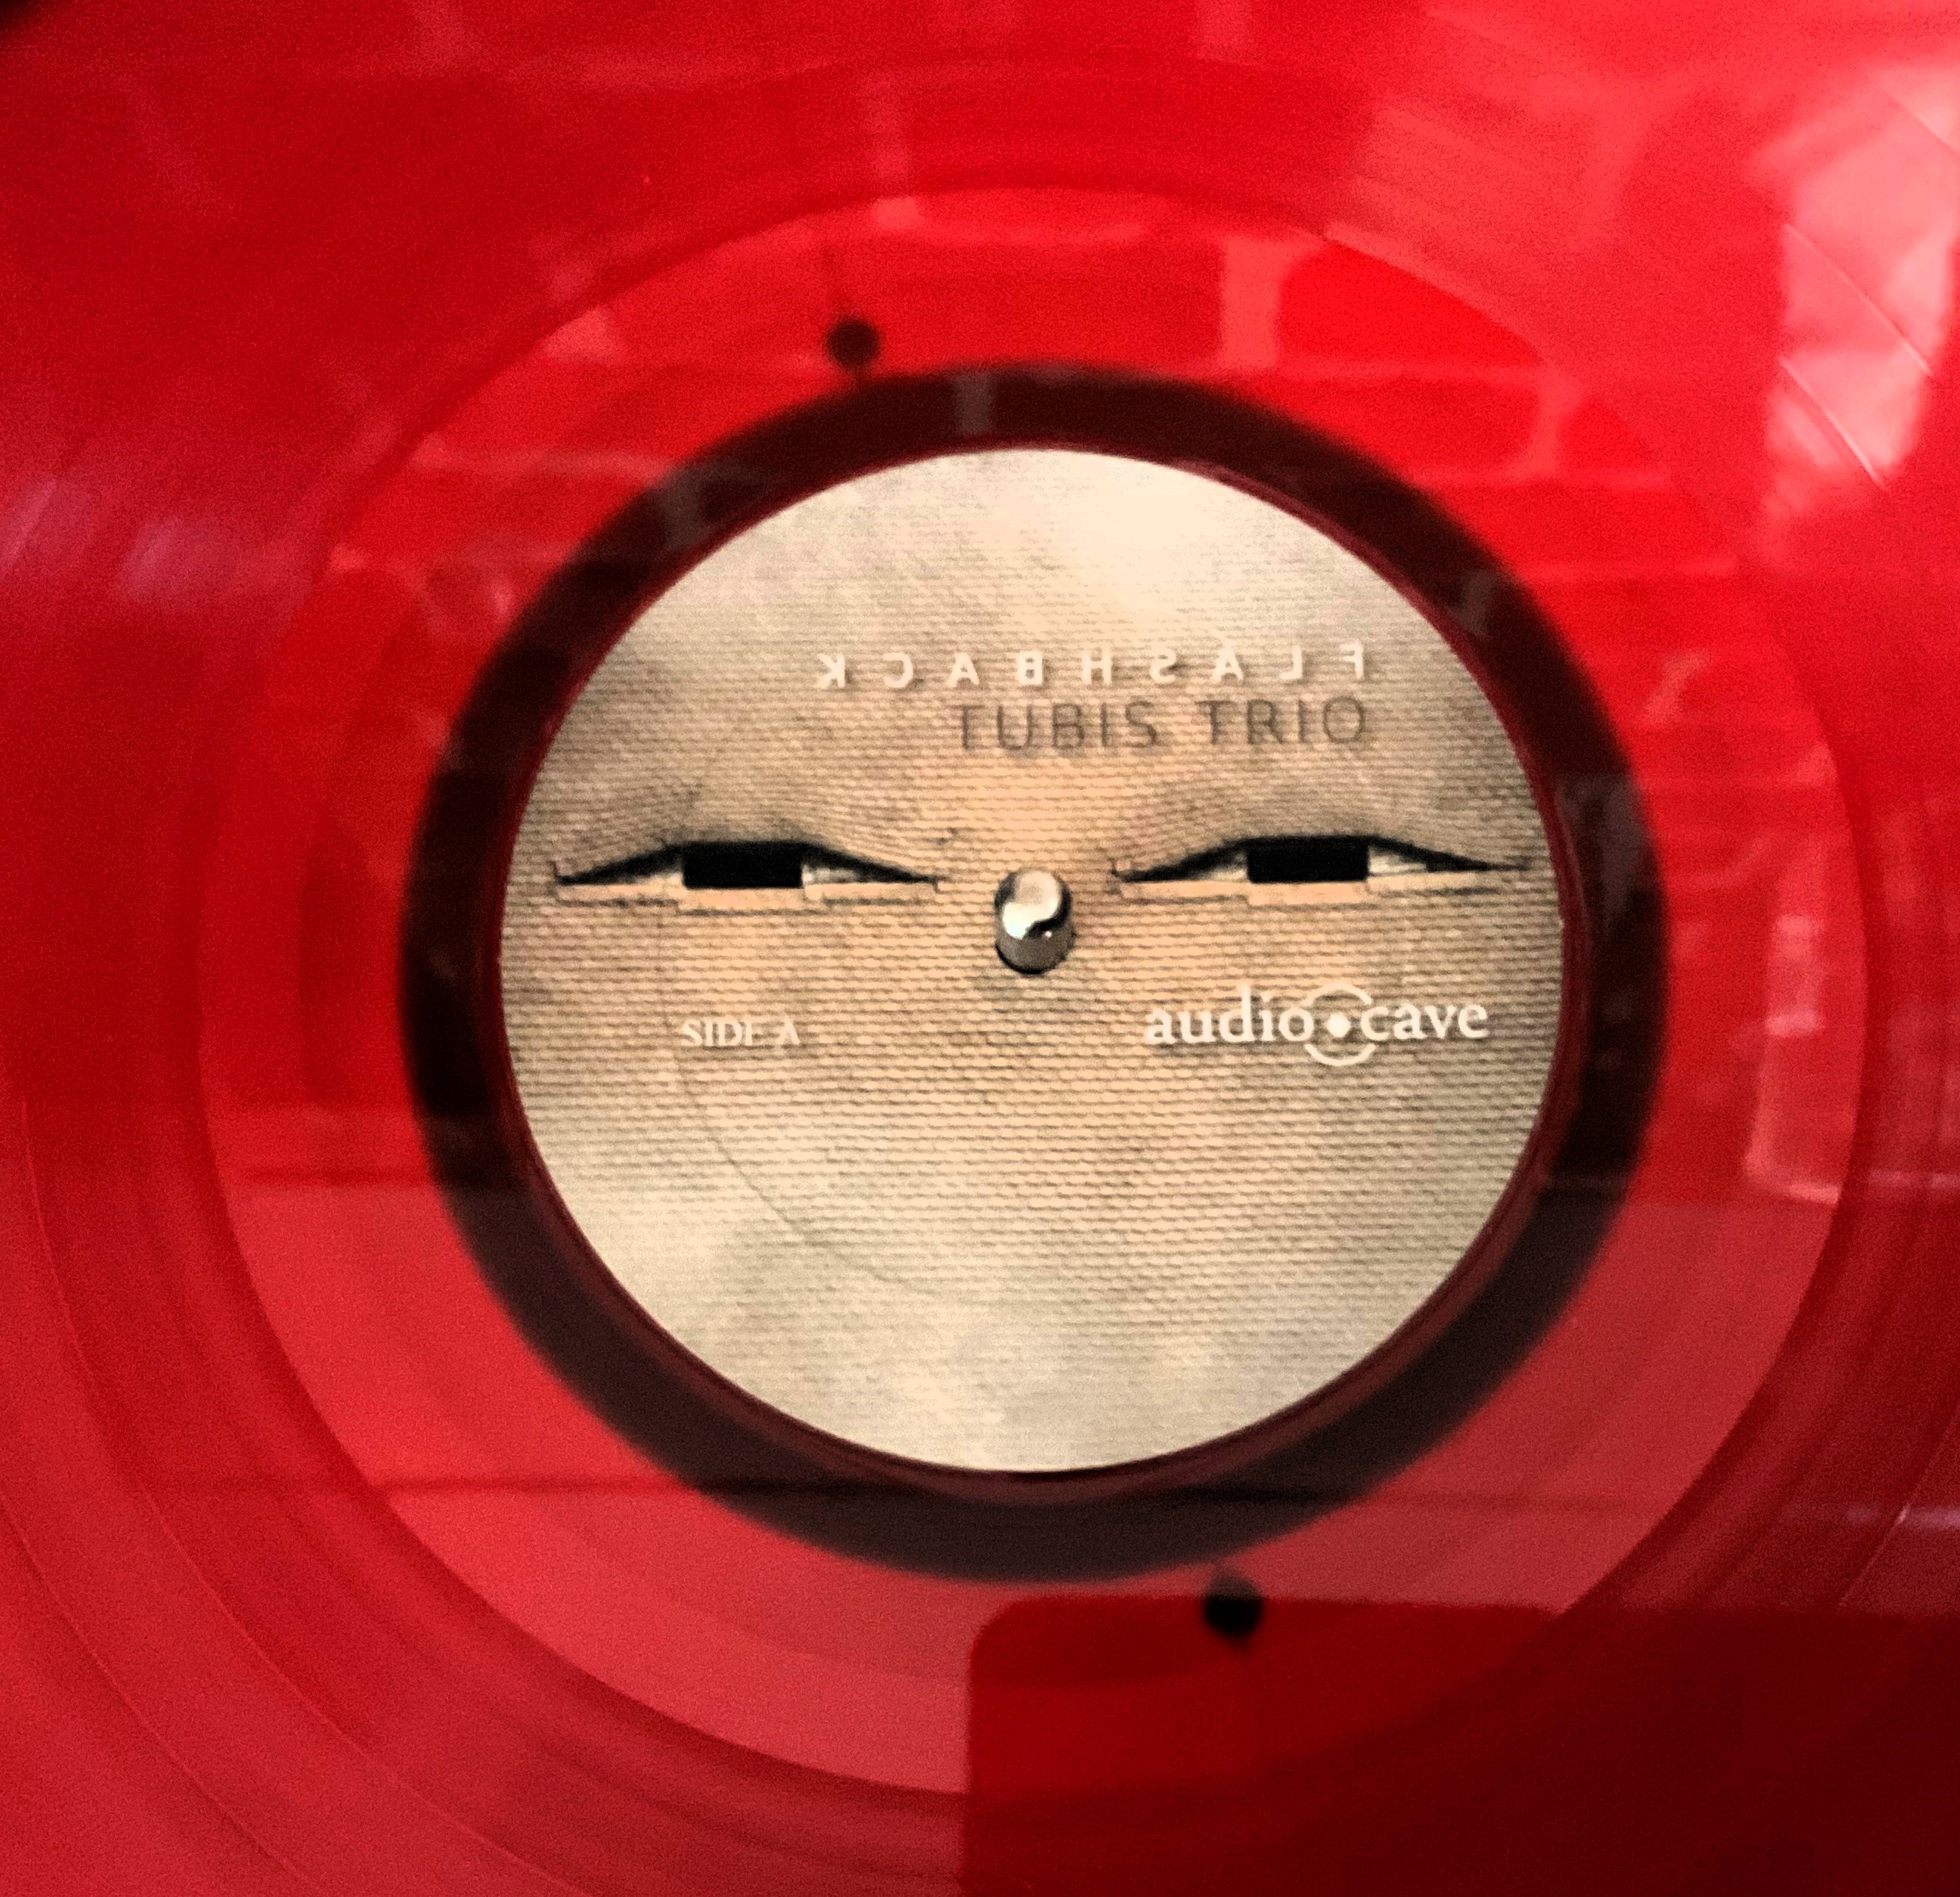 FLASHBACK
TUBIS TRIO
SIDE A
audio cave